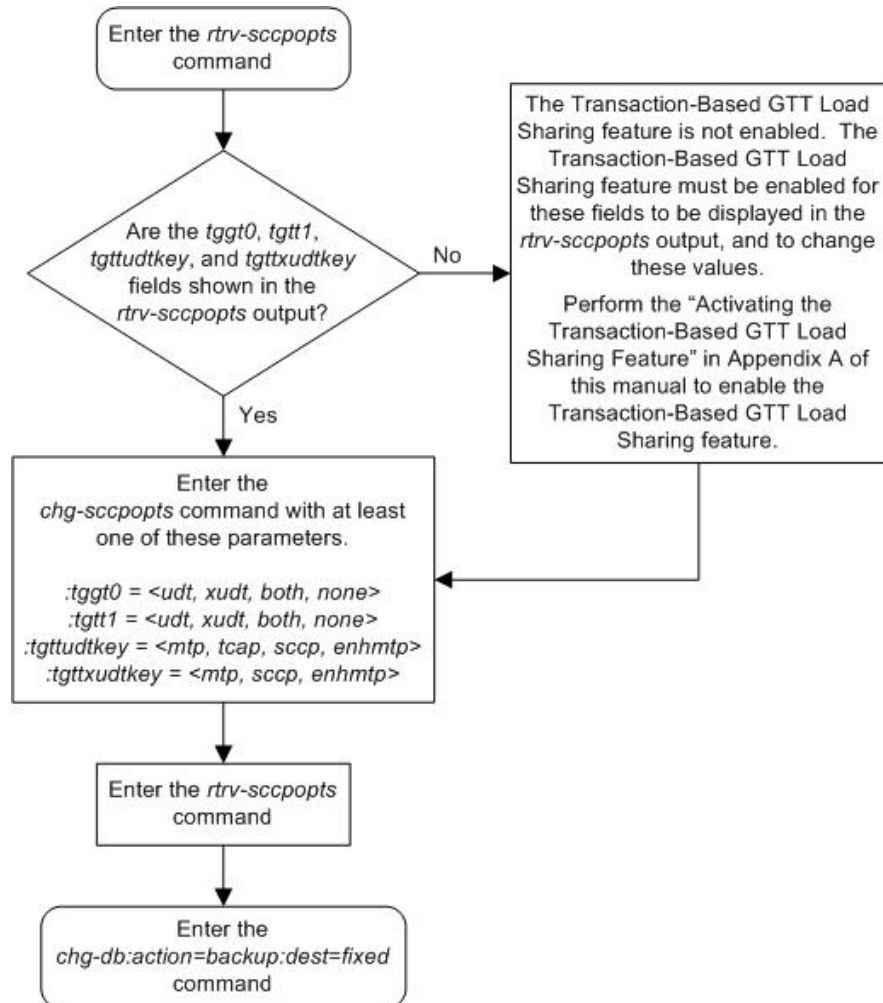 Enter the rtrv-sccpopts
command
Are the tggt0, tgtt1,
tgttudtkey, and tgttxudtkey
fields shown in the
rtrv-sccpopts output?
No
The Transaction-Based GTT Load
Sharing feature is not enabled. The
Transaction-Based GTT Load
Sharing feature must be enabled for
these fields to be displayed in the
rtrv-sccpopts output, and to change
these values.
Perform the “Activating the
Transaction-Based GTT Load
Sharing Feature” in Appendix A of
this manual to enable the
Transaction-Based GTT Load
Sharing feature.
Yes
Enter the
chg-sccpopts command with at least
one of these parameters.
:tggt0 = <udt, xudt, both, none>
:tgtt1 = <udt, xudt, both, none>
:tgttudtkey = <mtp, tcap, sccp, enhmtp>
:tgttxudtkey = <mtp, sccp, enhmtp>
Enter the rtrv-sccpopts
command
Enter the
chg-db:action=backup:dest=fixed
command